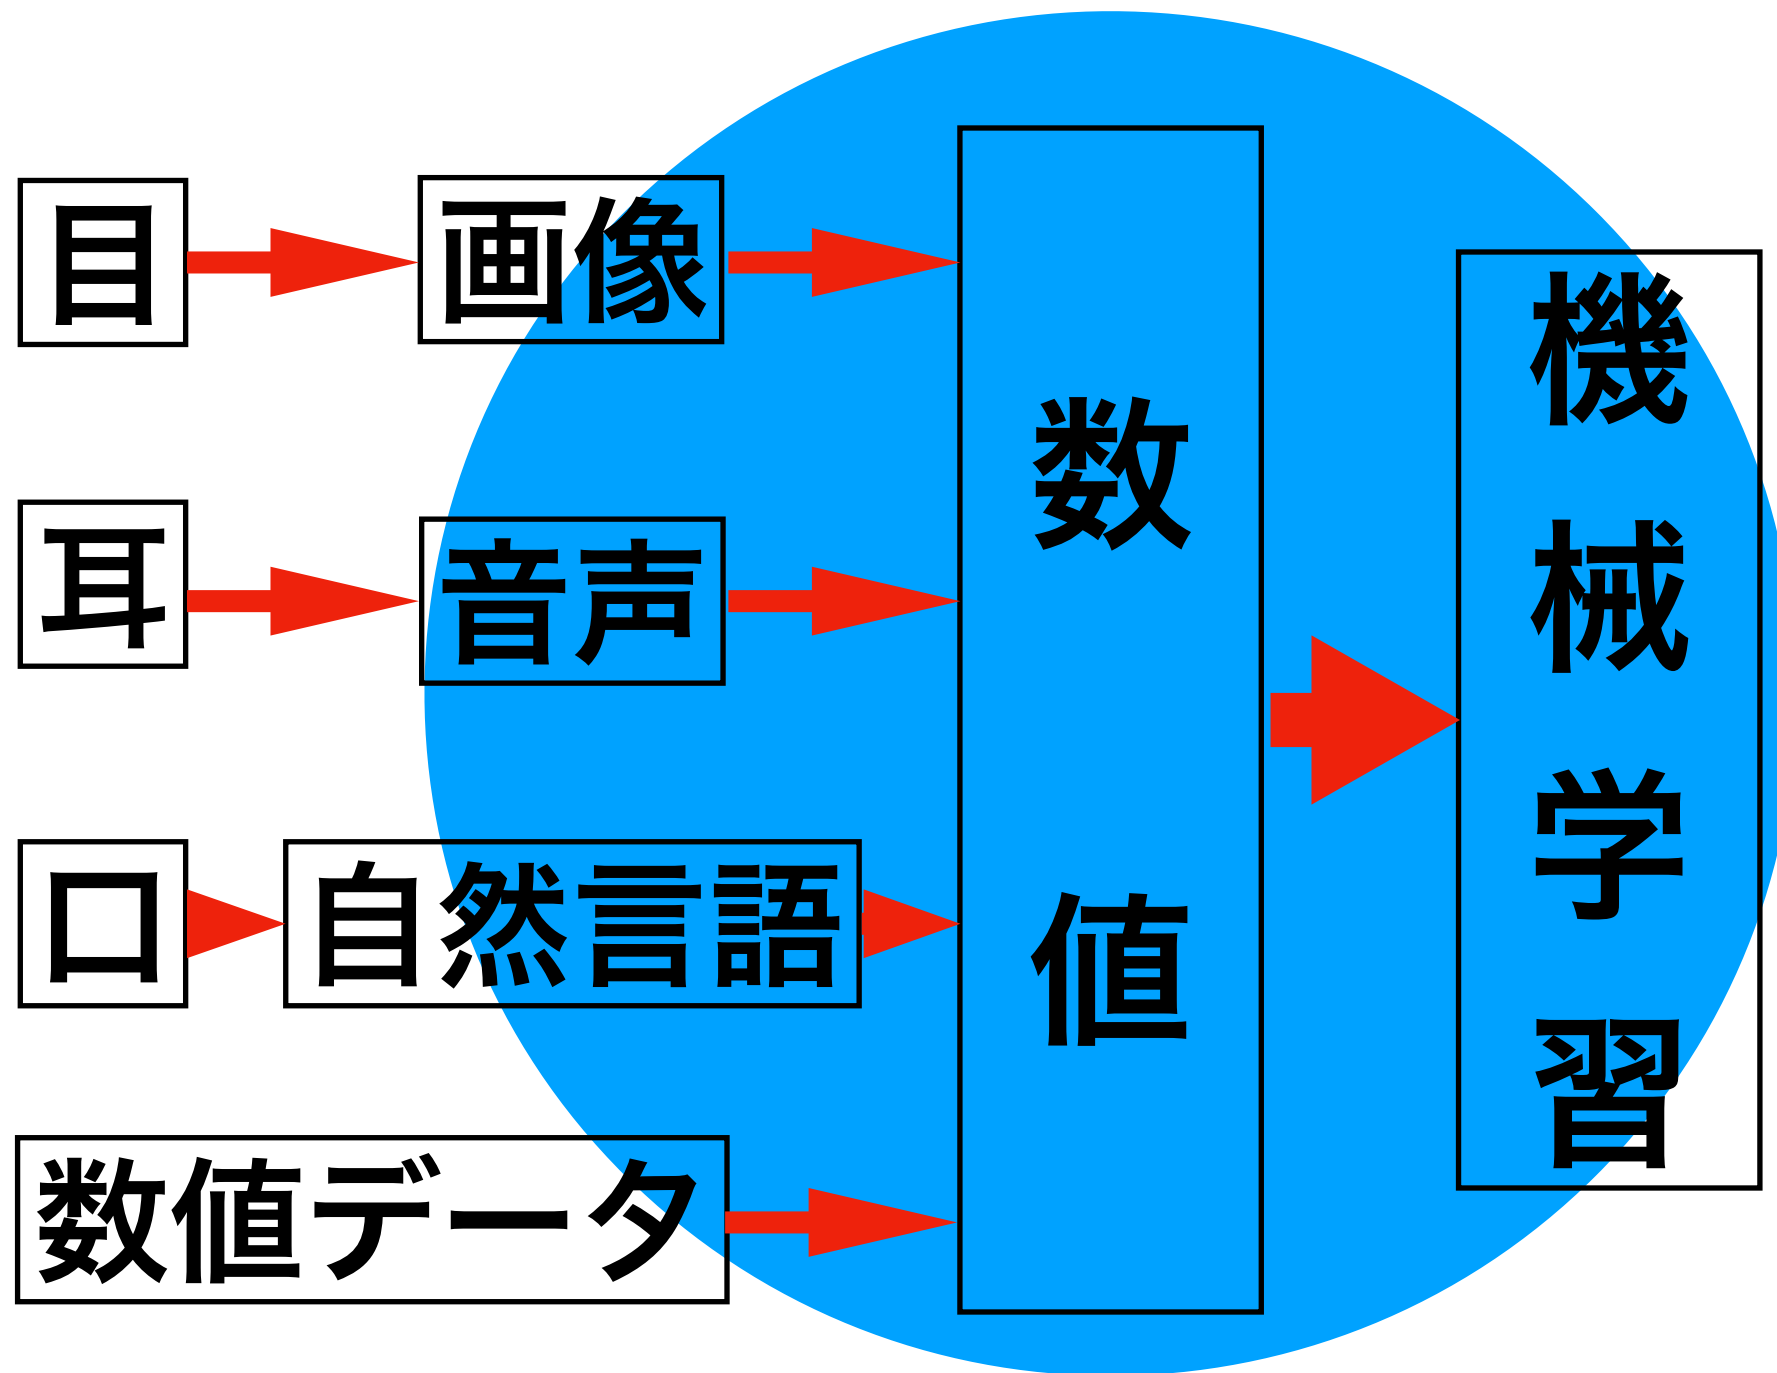 目
画像
耳
音声
口
自然言語
数値データ
数値
機械学習